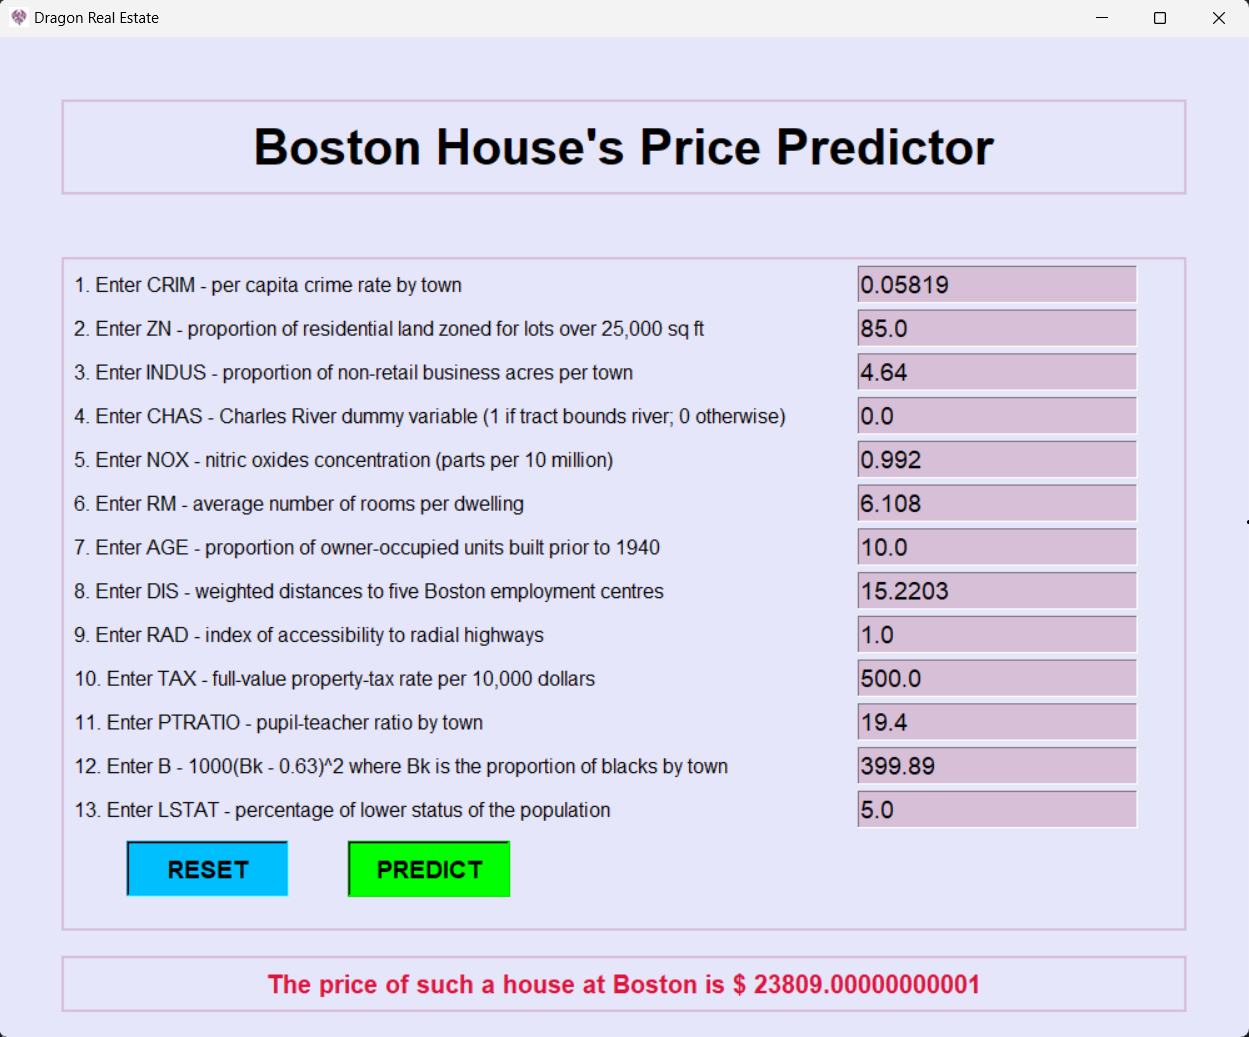 Dragon Real Estate
Boston House's Price Predictor
1. Enter CRIM - per capita crime rate by town 0.05819
2. Enter ZN - proportion of residential land zoned for lots over 25,000 sq ft 85.0
3. Enter INDUS - proportion of non-retail business acres per town 4.64
4. Enter CHAS - Charles River dummy variable (1 if tract bounds river; 0 otherwise) 0.0
5. Enter NOX - nitric oxides concentration (parts per 10 million) 0.992
6. Enter RM - average number of rooms per dwelling 6.108
7. Enter AGE - proportion of owner-occupied units built prior to 1940 10.0
8. Enter DIS - weighted distances to five Boston employment centres 15.2203
9. Enter RAD - index of accessibility to radial highways 1.0
10. Enter TAX - full-value property-tax rate per 10,000 dollars 500.0
11. Enter PTRATIO - pupil-teacher ratio by town 19.4
12. Enter B - 1000(Bk - 0.63)^2 where Bk is the proportion of blacks by town 399.89
13. Enter LSTAT - percentage of lower status of the population 5.0
RESET PREDICT
The price of such a house at Boston is $ 23809.00000000001